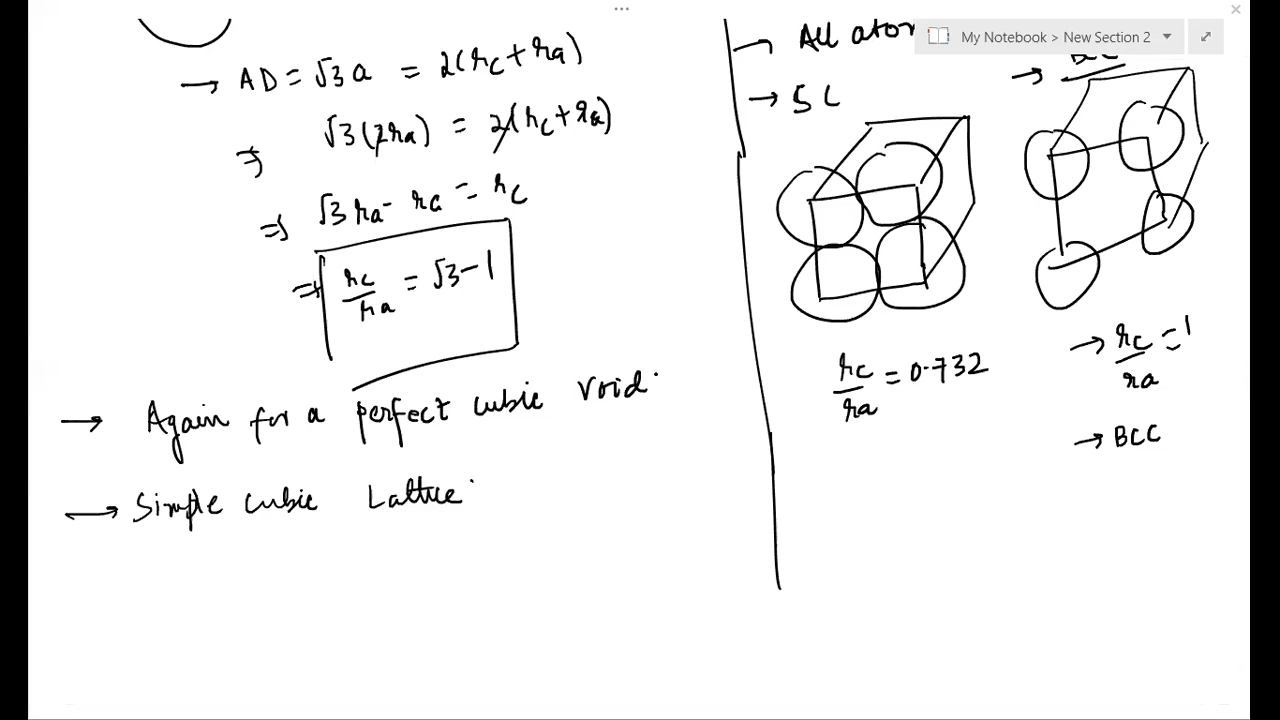 → AD = √3 a = 2(rc + ra)
⇒ √3(2ra) = 2(rc + ra)
⇒ √3 ra - ra = rc
⇒ rc/ra = √3 - 1
→ Again for a perfect cubic void.
→ Simple cubic Lattice.
→ All
My Notebook > New Section 2
→ SC
→
rc/ra = 0.732
→ rc/ra = 1
→ BCC